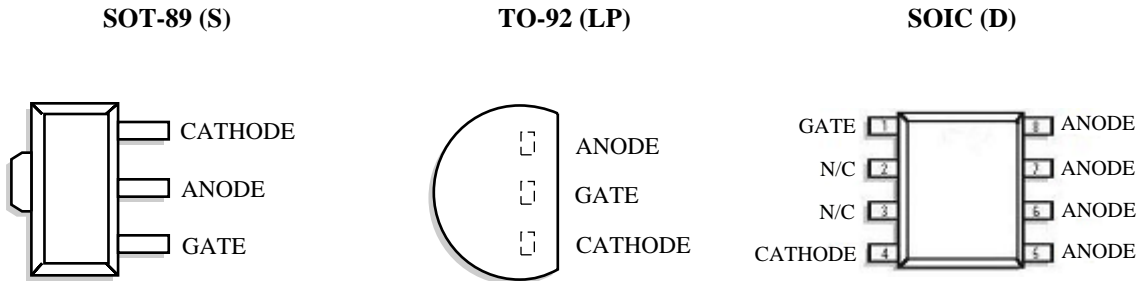 SOT-89 (S)
TO-92 (LP)
SOIC (D)
CATHODE
ANODE
GATE
ANODE
GATE
CATHODE
GATE 1
N/C 2
N/C 3
CATHODE 4
8 ANODE
7 ANODE
6 ANODE
5 ANODE